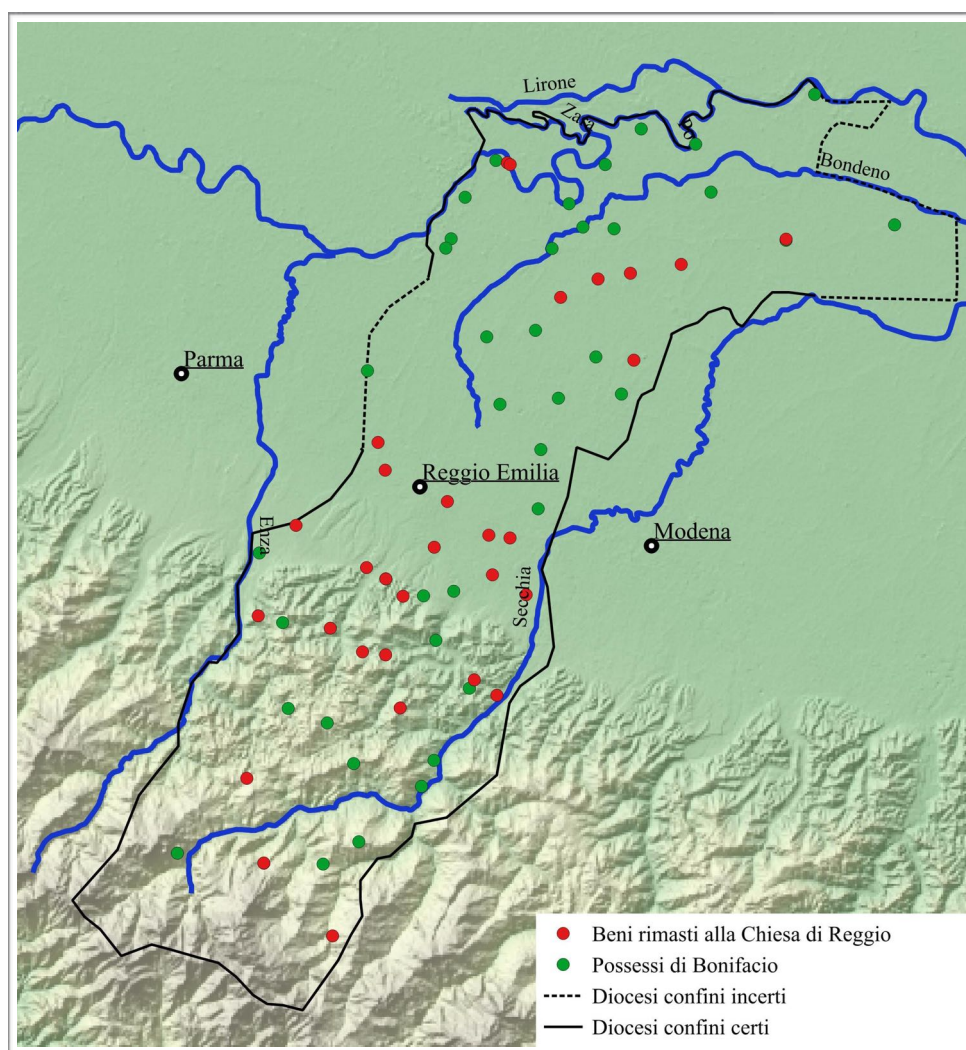 Lirone
Zara
Po
Bondeno
Parma
Reggio Emilia
Enza
Modena
Secchia
Beni rimasti alla Chiesa di Reggio
Possessi di Bonifacio
Diocesi confini incerti
Diocesi confini certi